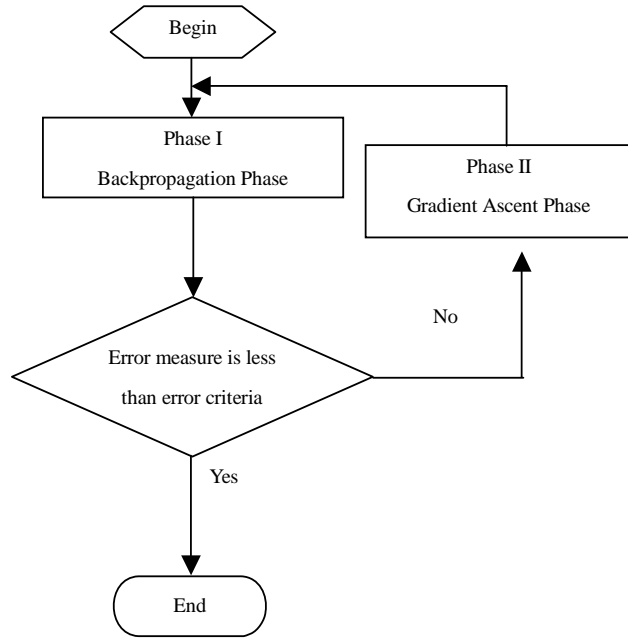 Begin
Phase I
Backpropagation Phase
Phase II
Gradient Ascent Phase
No
Error measure is less
than error criteria
Yes
End